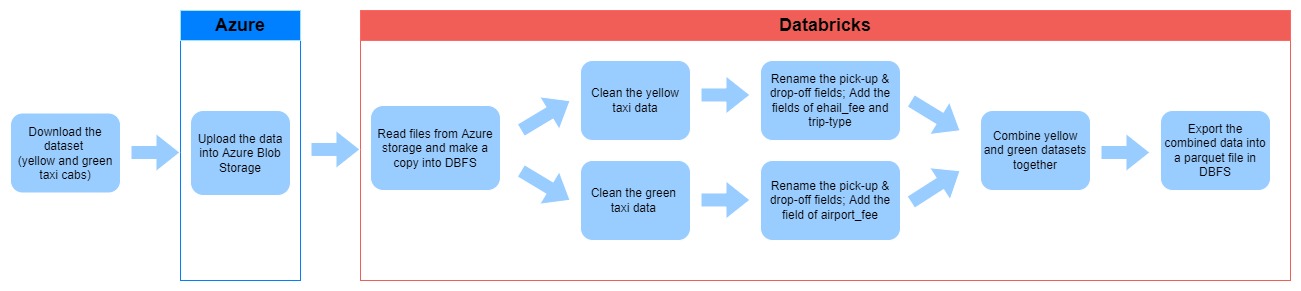 Azure
Databricks
Download the
dataset
(yellow and green
taxi cabs)
Upload the data
into Azure Blob
Storage
Read files from Azure
storage and make a
copy into DBFS
Clean the yellow
taxi data
Rename the pick-up &
drop-off fields; Add the
fields of ehail_fee and
trip-type
Clean the green
taxi data
Rename the pick-up &
drop-off fields; Add the
field of airport_fee
Combine yellow
and green datasets
together
Export the
combined data into
a parquet file in
DBFS